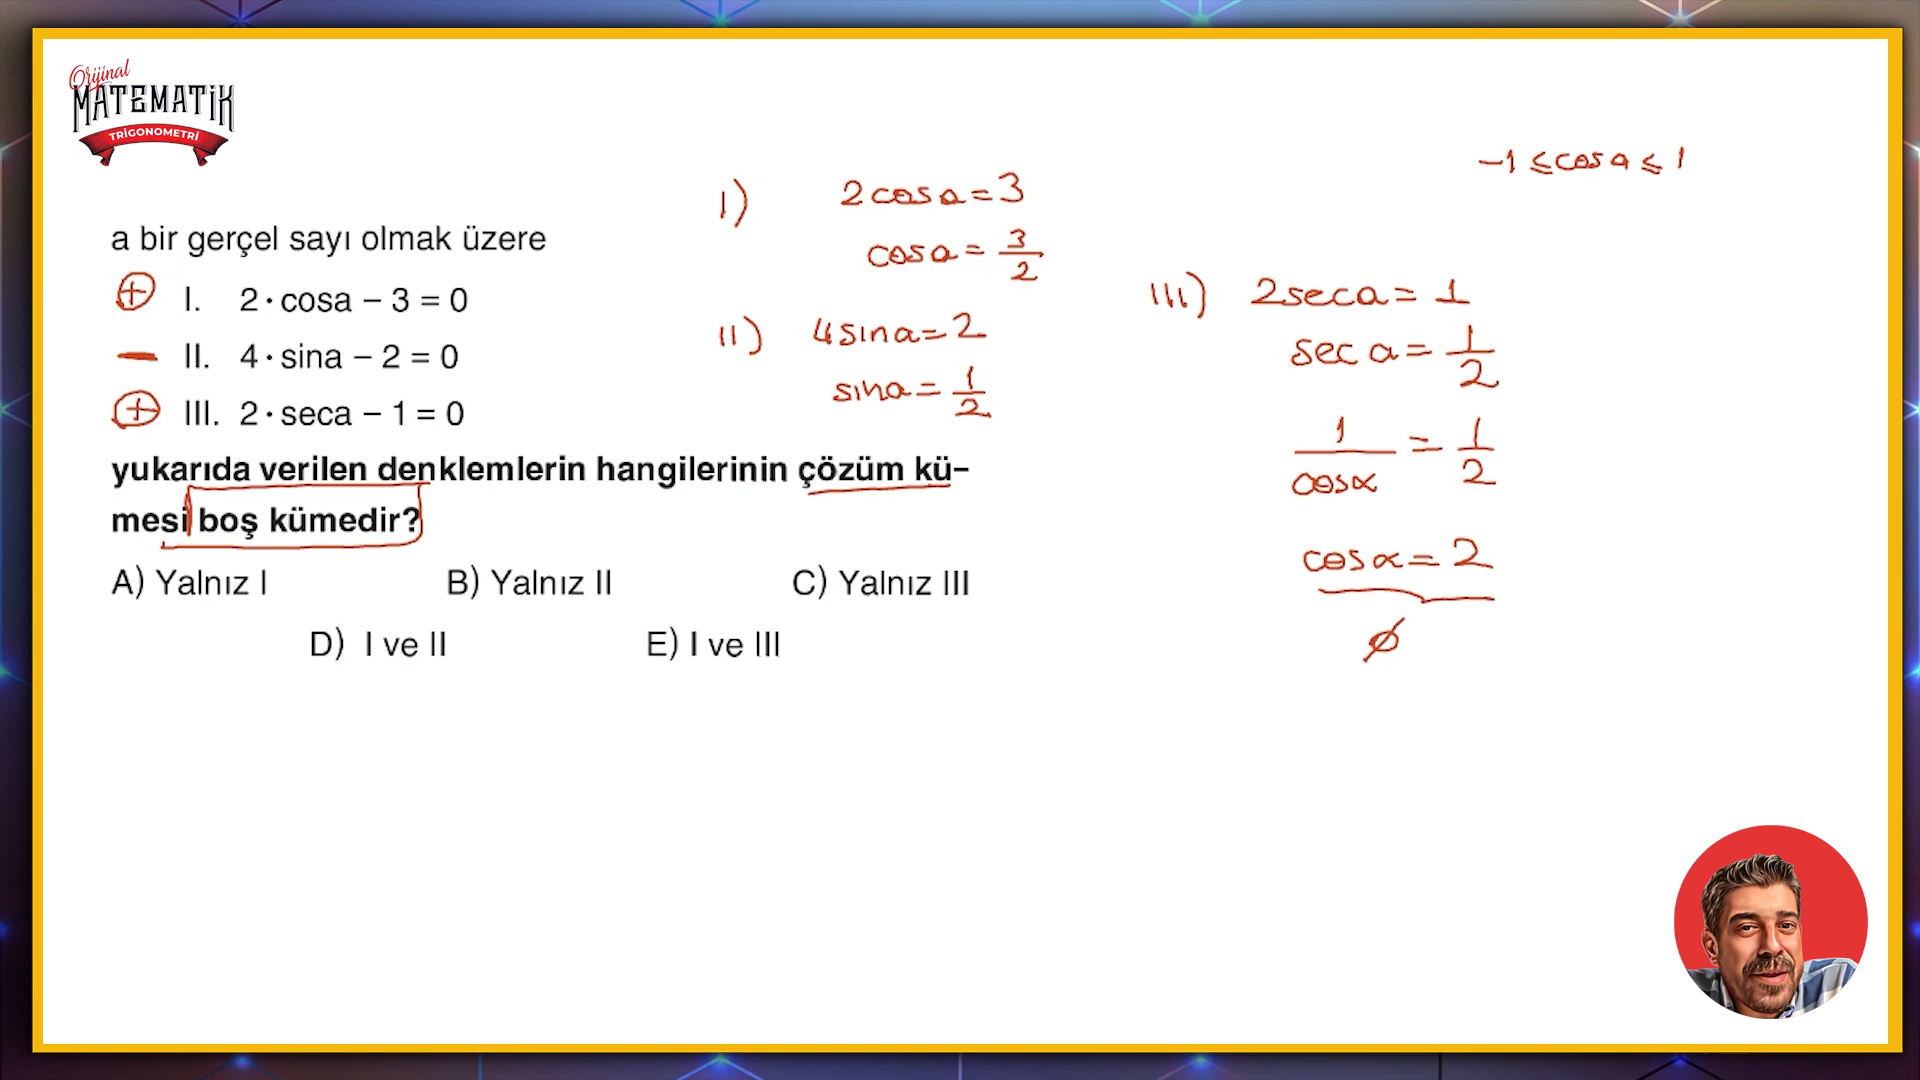 Orijinal
MATEMATİK
TRİGONOMETRİ
a bir gerçel sayı olmak üzere
+ I. 2·cosa – 3 = 0
– II. 4·sina – 2 = 0
+ III. 2·seca – 1 = 0
yukarıda verilen denklemlerin hangilerinin çözüm kü-
mesi boş kümedir?
A) Yalnız I B) Yalnız II C) Yalnız III
D) I ve II E) I ve III
I) 2cosa=3
cosa= 3/2
II) 4sina=2
sina= 1/2
-1 ≤ cosa ≤ 1
III) 2seca= 1
sec a= 1/2
1/cosα = 1/2
cosα= 2
∅